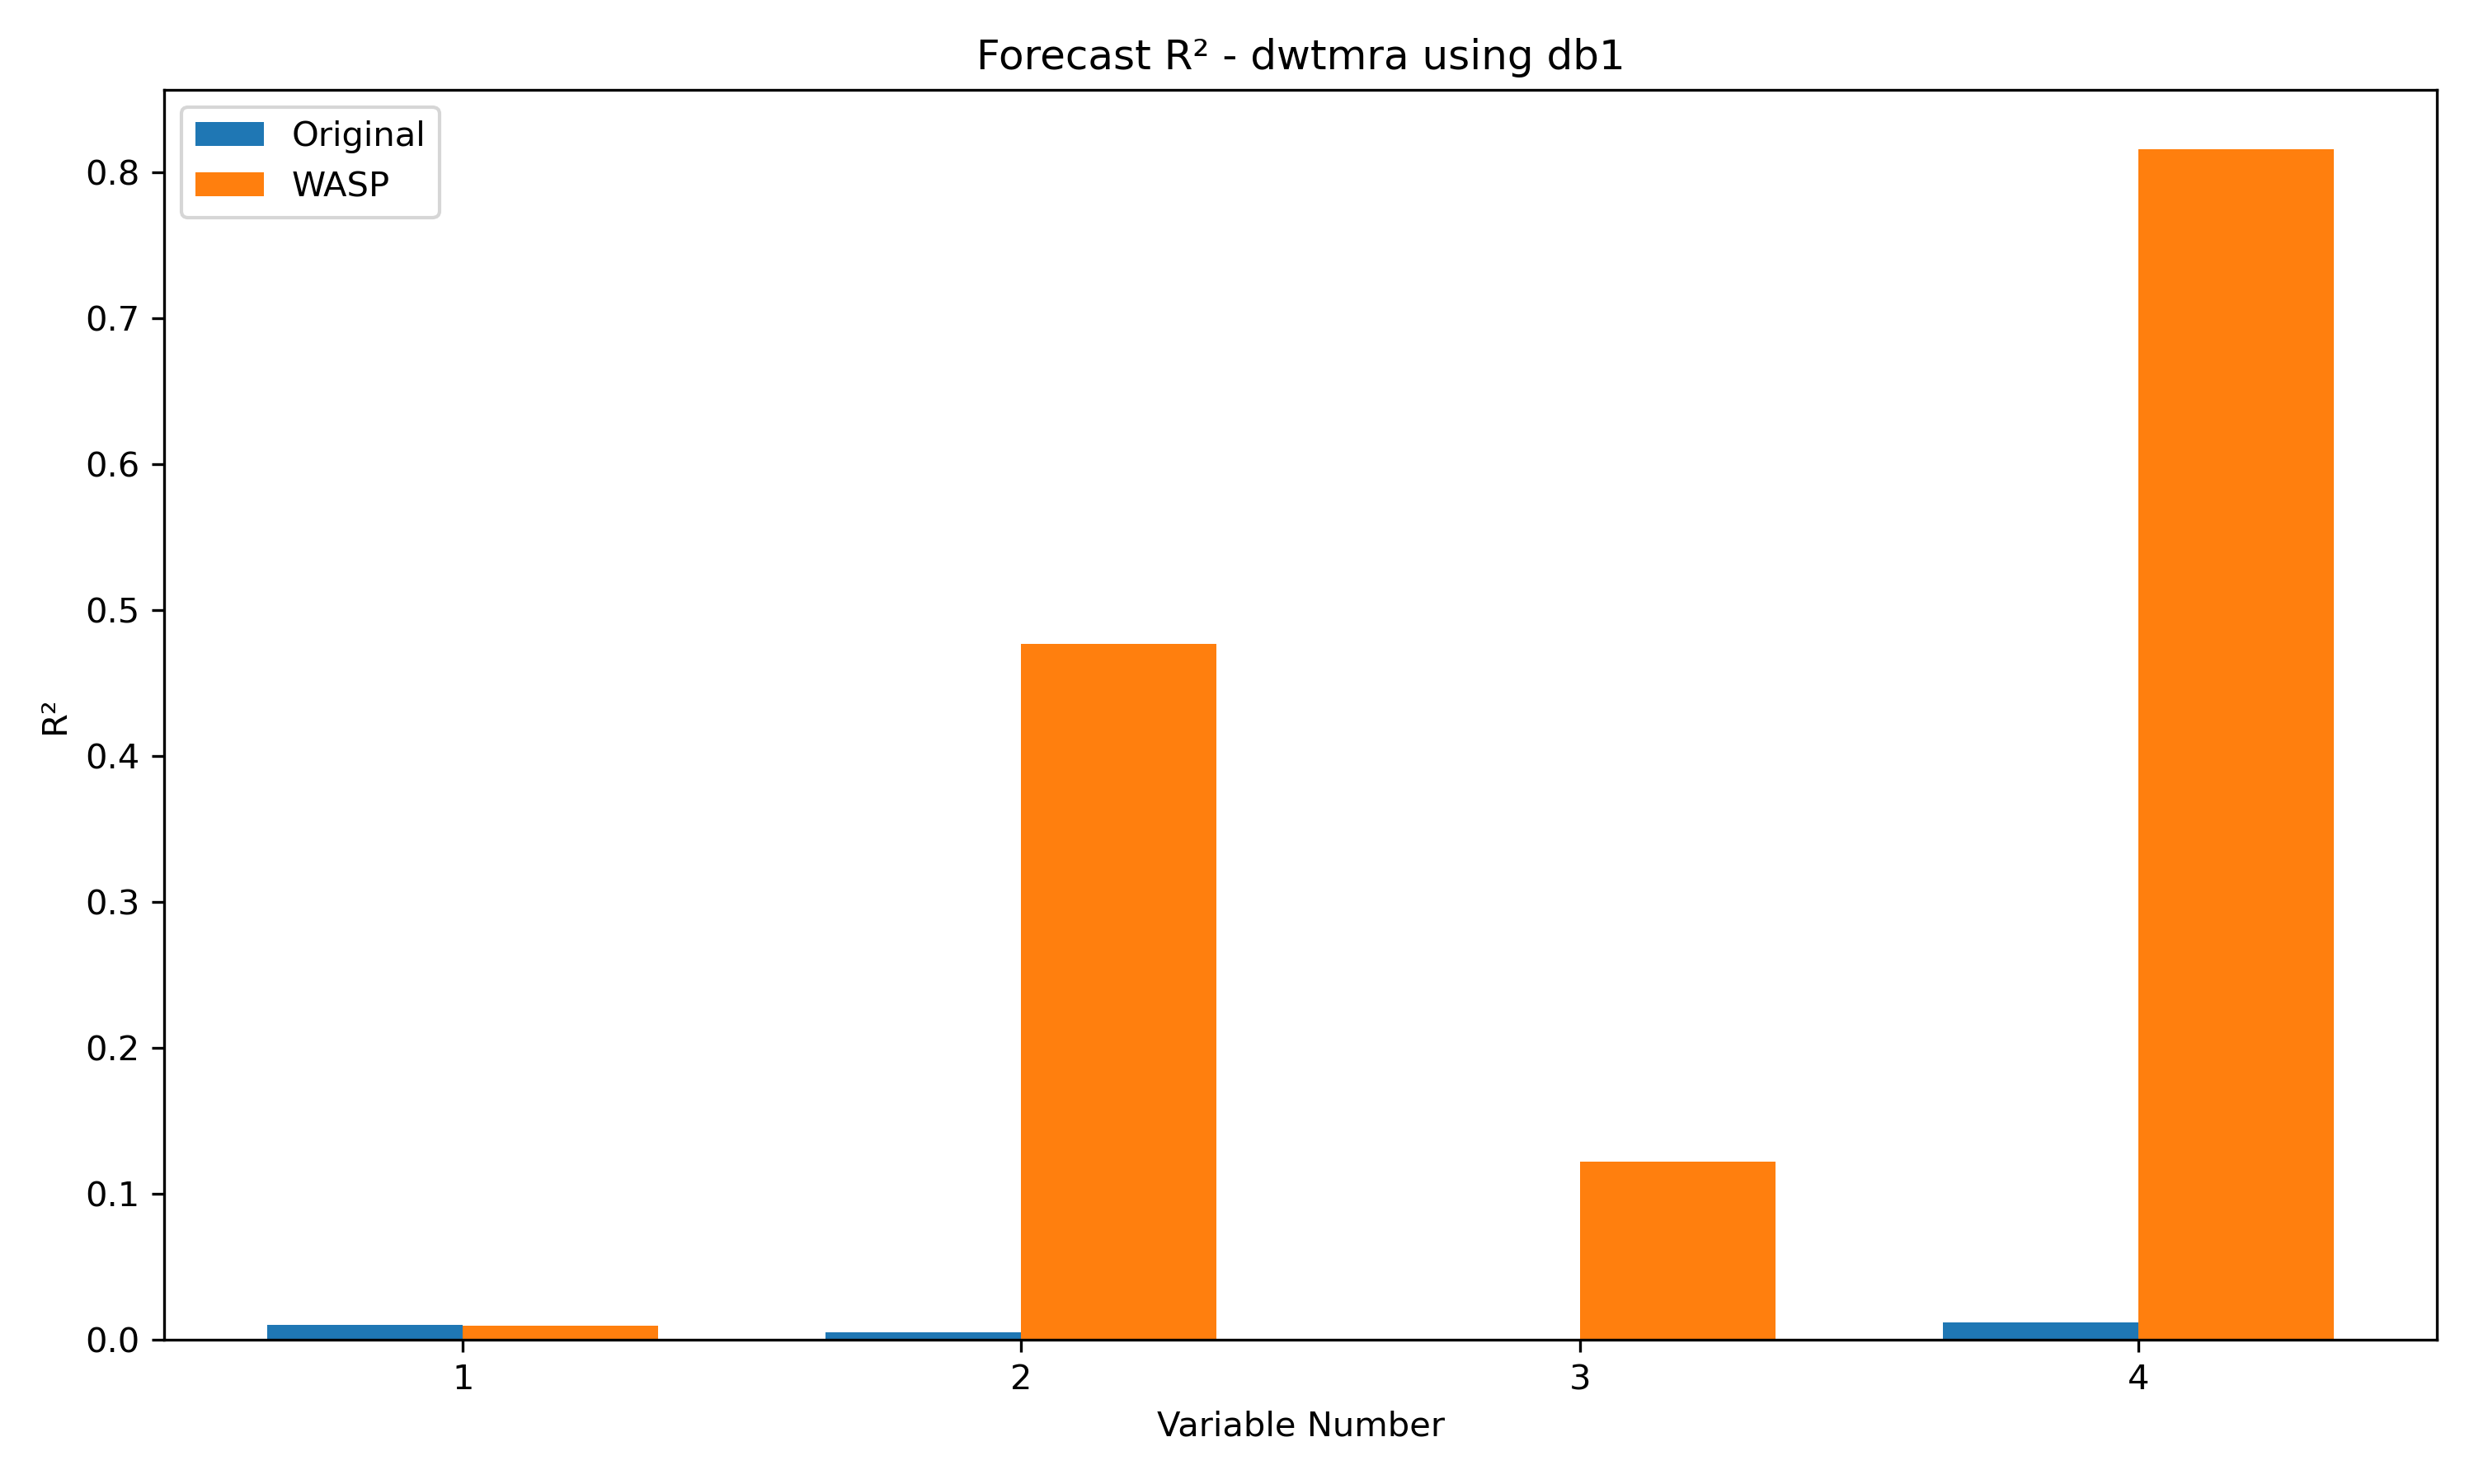 Forecast R² - dwtmra using db1
Original
WASP
0.8
0.7
0.6
0.5
0.4
0.3
0.2
0.1
0.0
R²
1 2 3 4
Variable Number